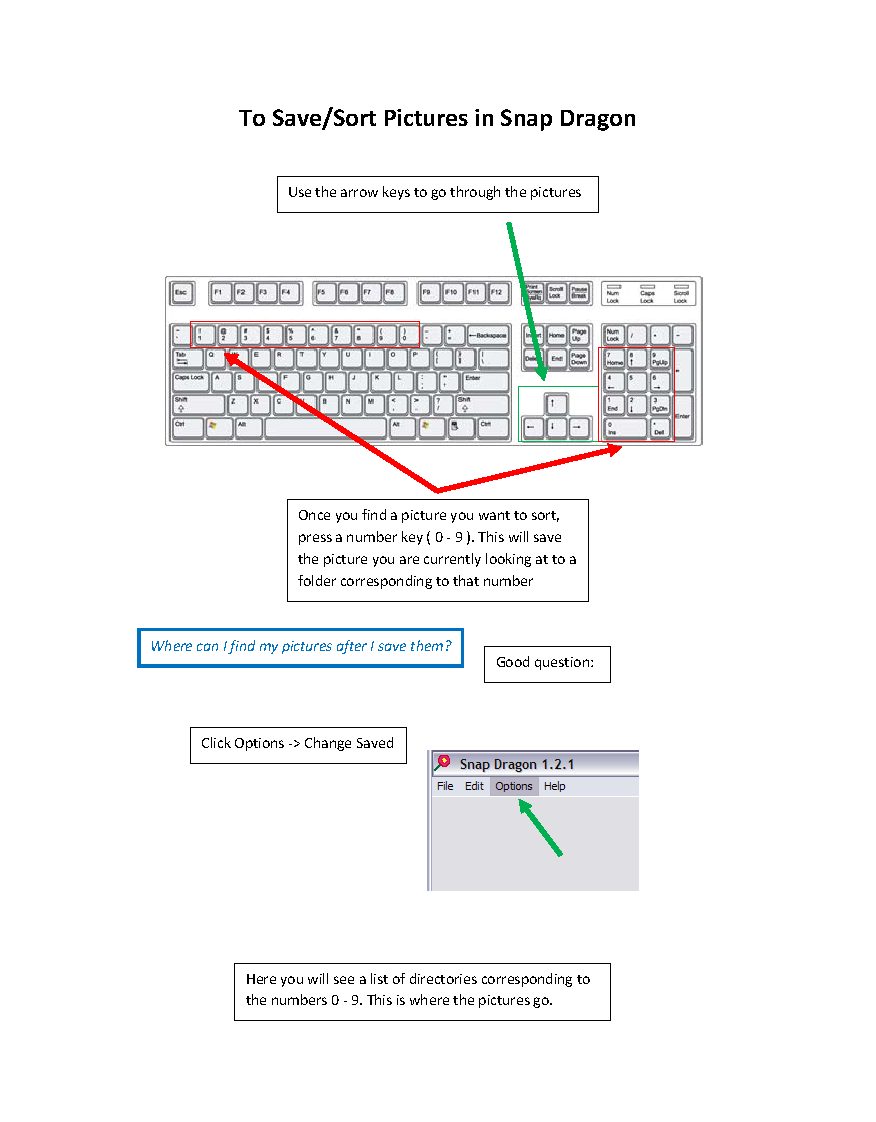 To Save/Sort Pictures in Snap Dragon
Use the arrow keys to go through the pictures
Esc F1 F2 F3 F4 F5 F6 F7 F8 F9 F10 F11 F12 Print Screen SysRq Scroll Lock Pause Break Num Lock Caps Lock Scroll Lock
~ ` ! 1 @ 2 # 3 $ 4 % 5 ^ 6 & 7 * 8 ( 9 ) 0 - + = ←Backspace Insert Home Page Up Num Lock / * -
Tab Q E R T Y U I O P { [ } ] | \ Delete End Page Down 7 Home 8 ↑ 9 PgUp +
Caps Lock A S F G H J K L : ; " ' Enter 4 ← 5 6 →
Shift Z X C B N M < , > . ? / Shift ↑ 1 End 2 ↓ 3 PgDn Enter
Ctrl Alt Alt Ctrl ← ↓ → 0 Ins . Del
Once you find a picture you want to sort,
press a number key ( 0 - 9 ). This will save
the picture you are currently looking at to a
folder corresponding to that number
Where can I find my pictures after I save them?
Good question:
Click Options -> Change Saved
Snap Dragon 1.2.1
File Edit Options Help
Here you will see a list of directories corresponding to
the numbers 0 - 9. This is where the pictures go.